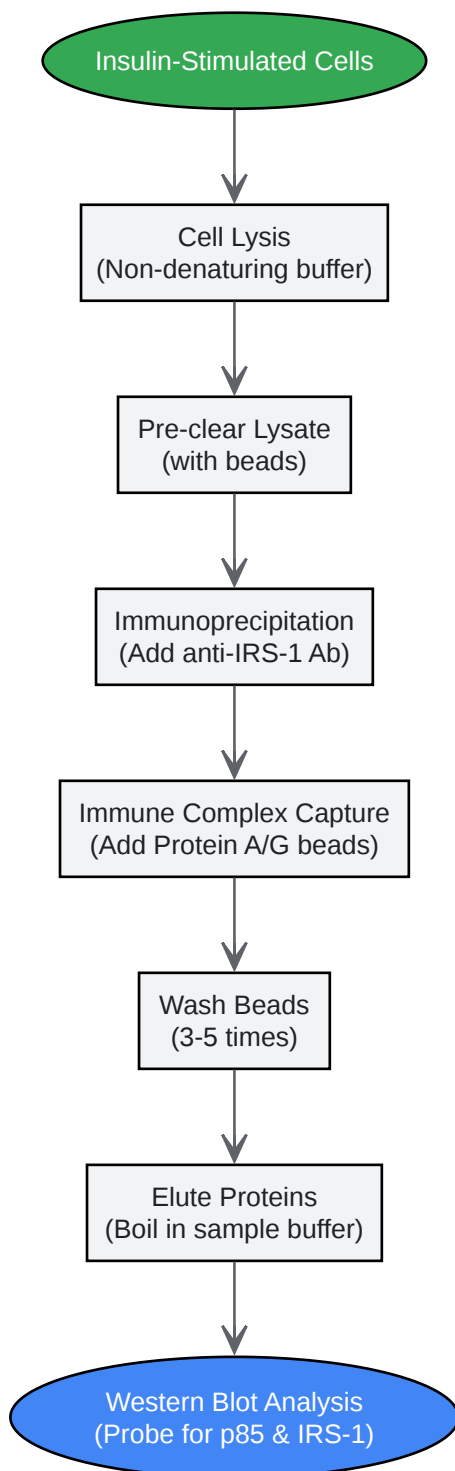 Insulin-Stimulated Cells
Cell Lysis
(Non-denaturing buffer)
Pre-clear Lysate
(with beads)
Immunoprecipitation
(Add anti-IRS-1 Ab)
Immune Complex Capture
(Add Protein A/G beads)
Wash Beads
(3-5 times)
Elute Proteins
(Boil in sample buffer)
Western Blot Analysis
(Probe for p85 & IRS-1)